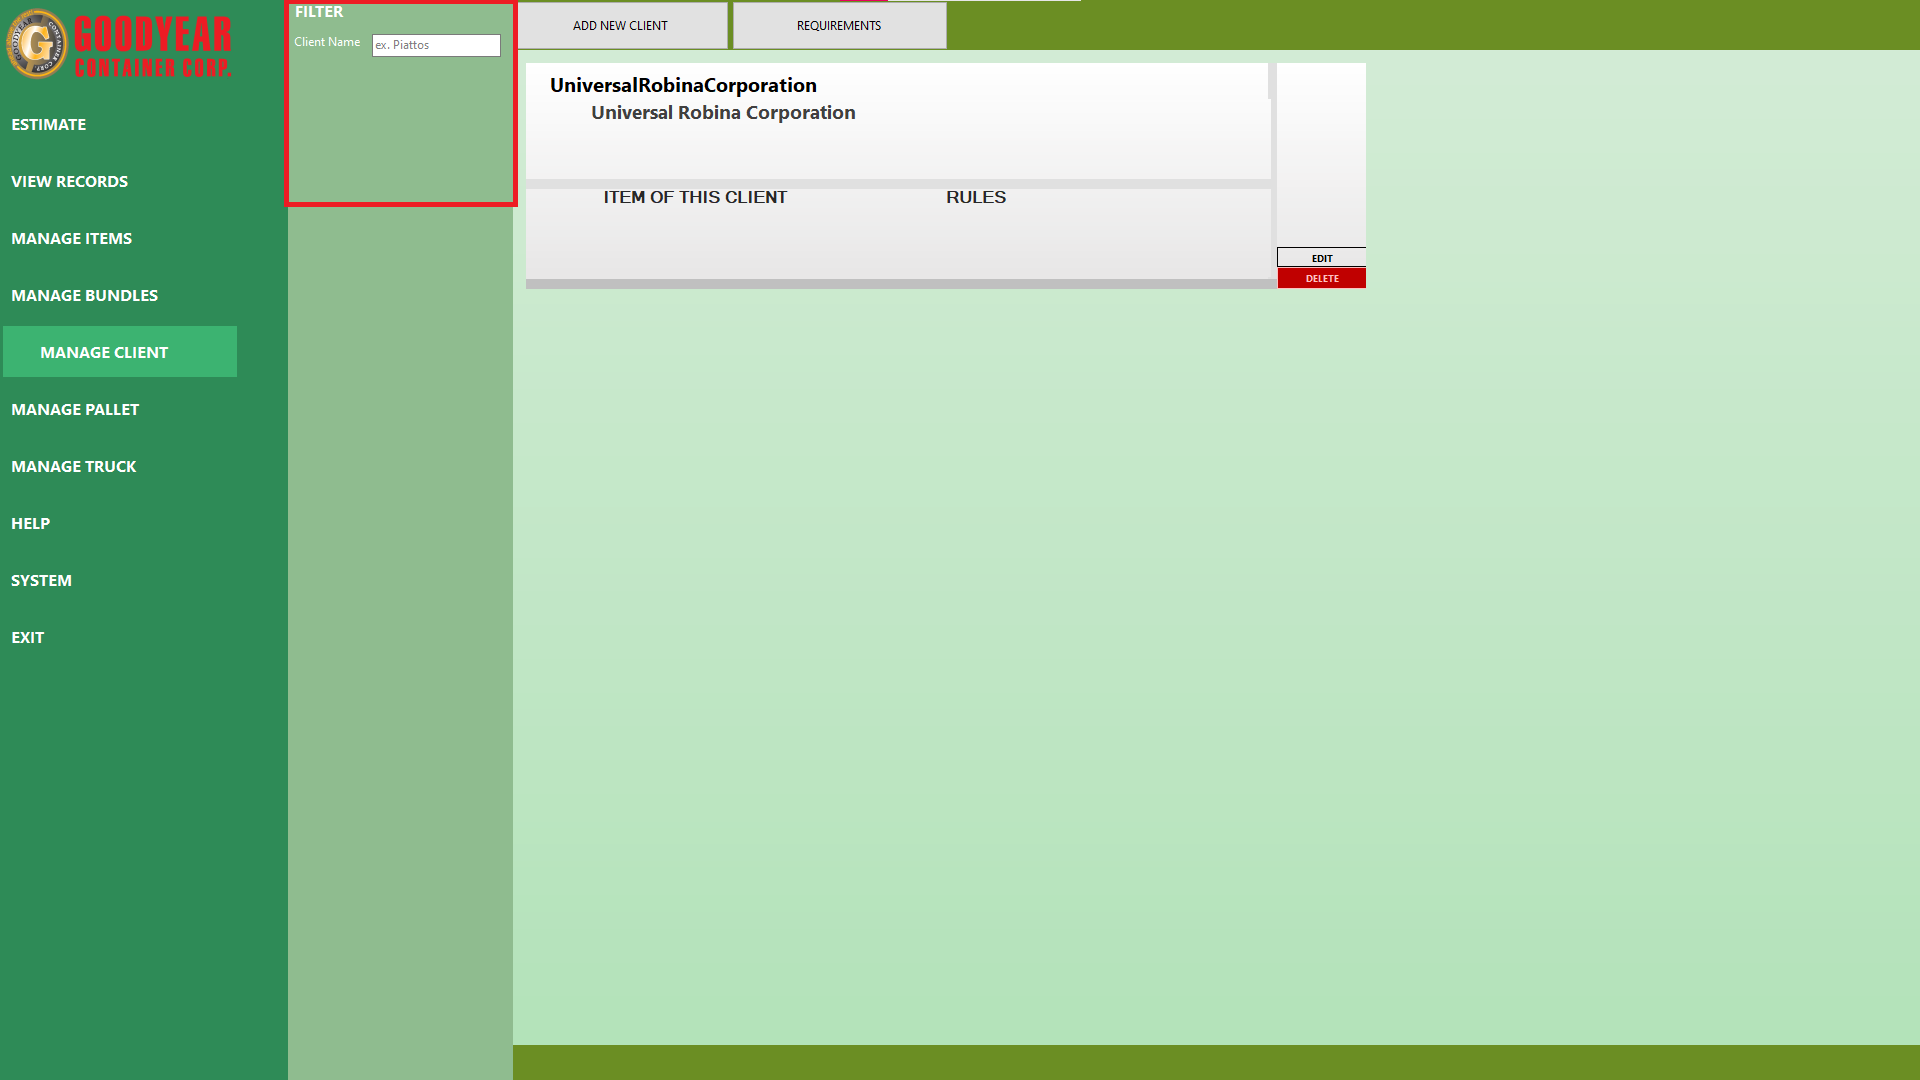 GOODYEAR
CONTAINER CORP.
ESTIMATE
VIEW RECORDS
MANAGE ITEMS
MANAGE BUNDLES
MANAGE CLIENT
MANAGE PALLET
MANAGE TRUCK
HELP
SYSTEM
EXIT
FILTER
Client Name
ex. Piattos
ADD NEW CLIENT
REQUIREMENTS
UniversalRobinaCorporation
Universal Robina Corporation
ITEM OF THIS CLIENT
RULES
EDIT
DELETE